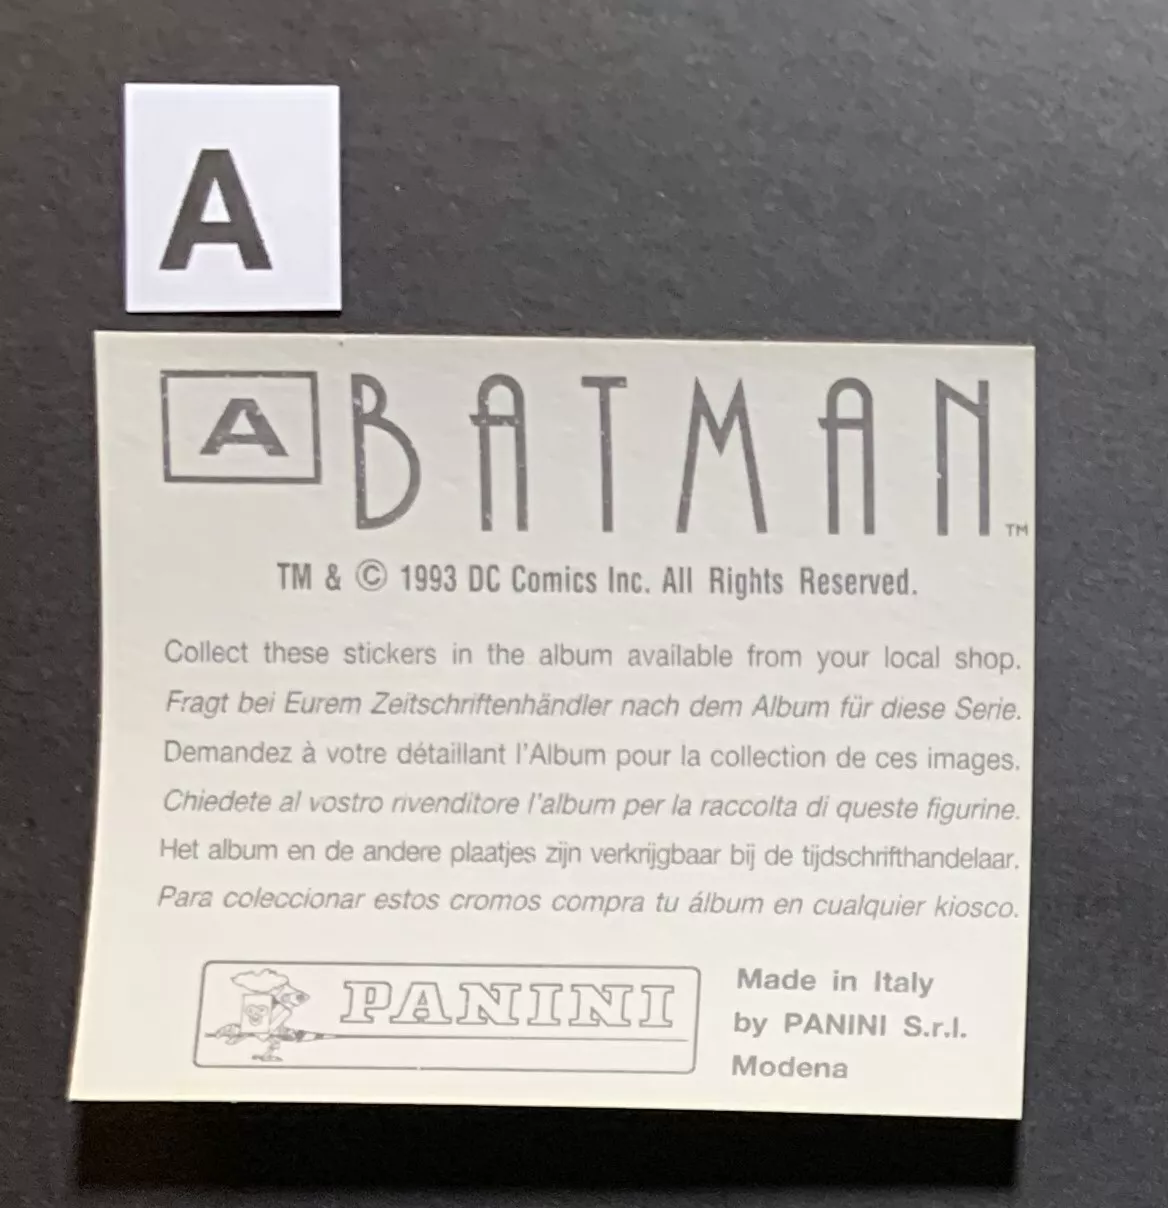 A
A BATMAN TM
TM & © 1993 DC Comics Inc. All Rights Reserved.
Collect these stickers in the album available from your local shop.
Fragt bei Eurem Zeitschriftenhändler nach dem Album für diese Serie.
Demandez à votre détaillant l'Album pour la collection de ces images.
Chiedete al vostro rivenditore l'album per la raccolta di queste figurine.
Het album en de andere plaatjes zijn verkrijgbaar bij de tijdschrifthandelaar.
Para coleccionar estos cromos compra tu álbum en cualquier kiosco.
PANINI
Made in Italy
by PANINI S.r.l.
Modena